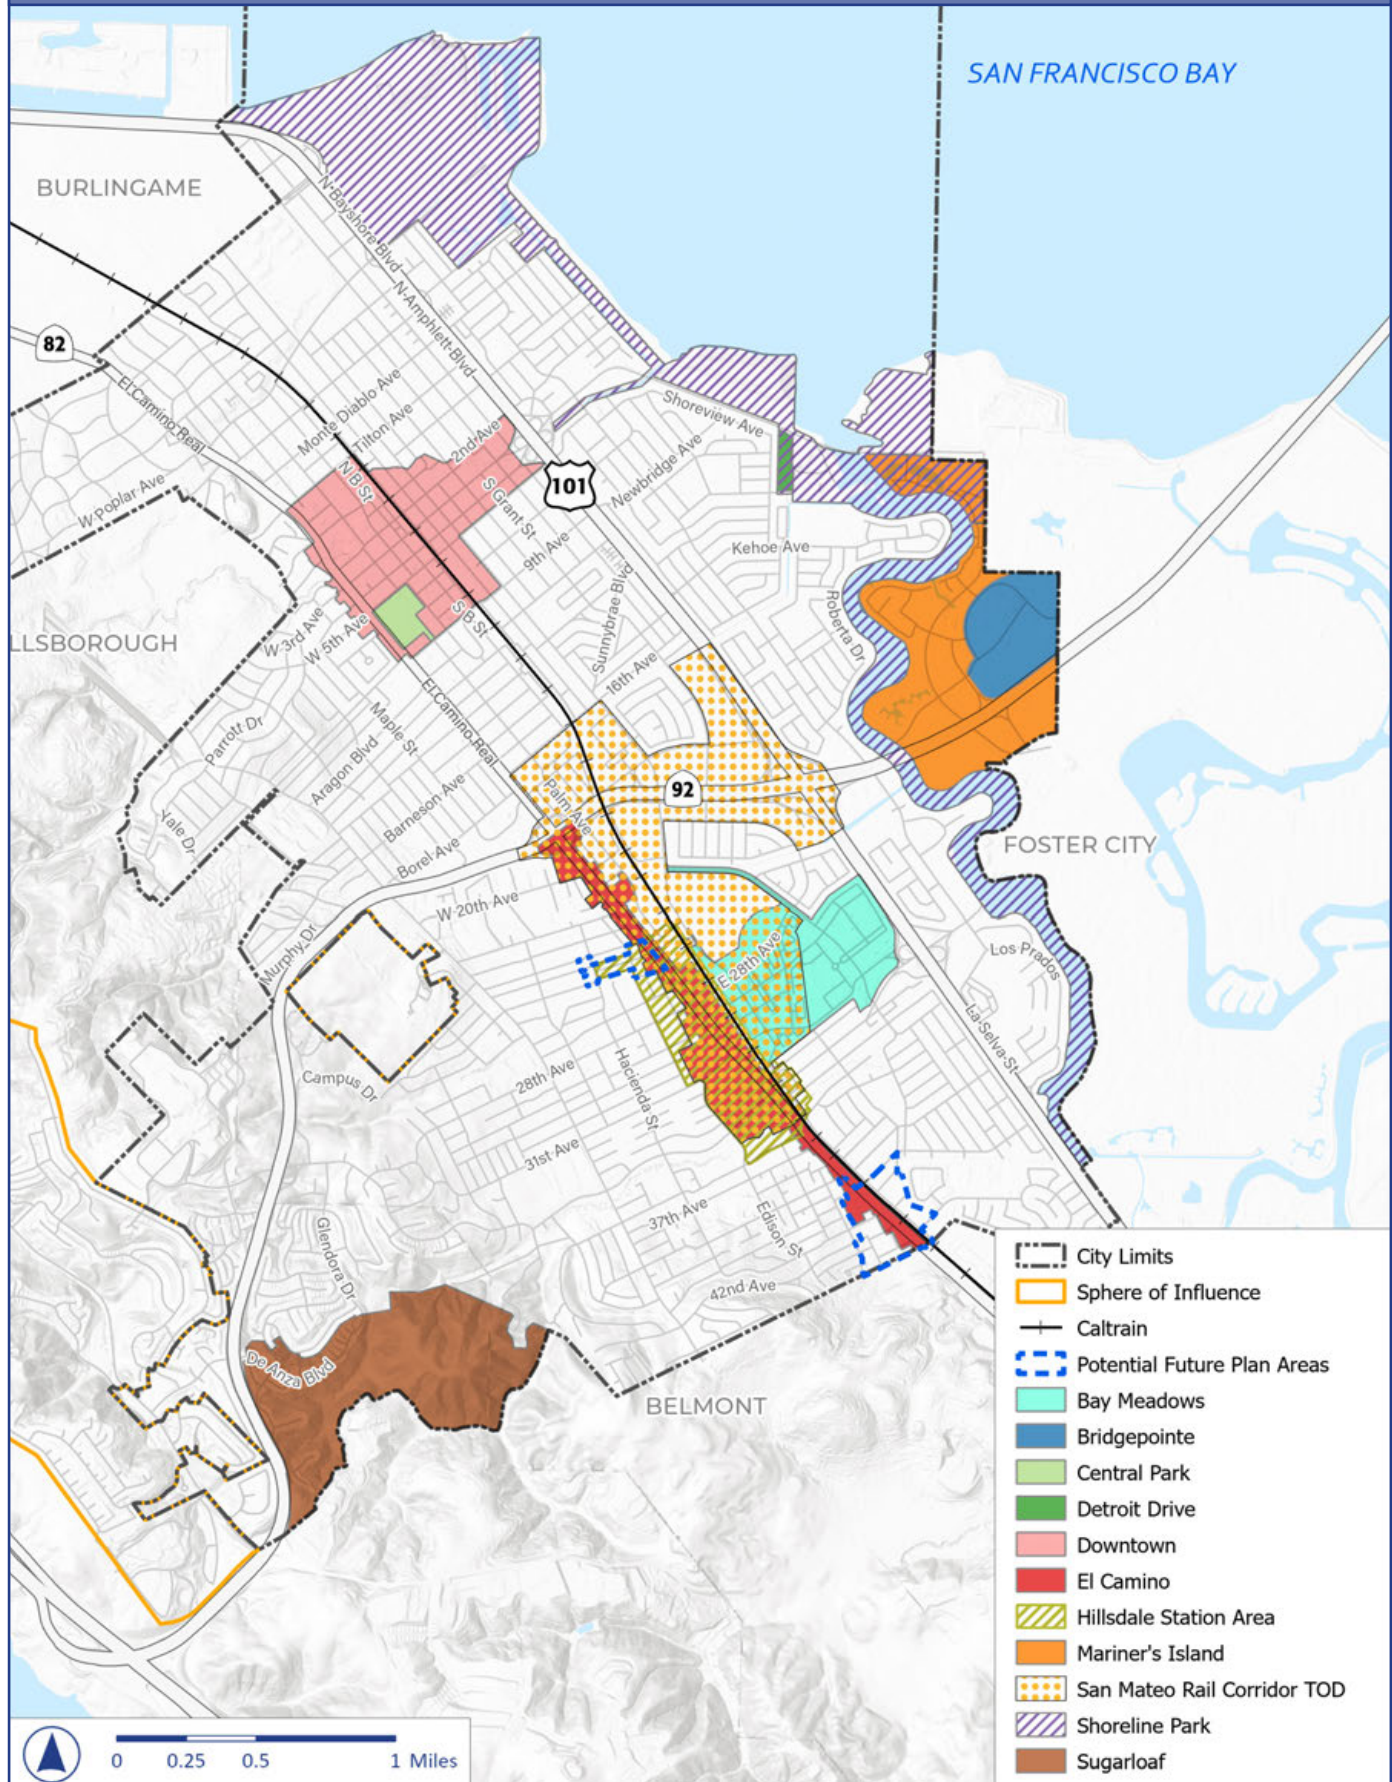 SAN FRANCISCO BAY
BURLINGAME
N Bayshore Blvd
N Amphlett Blvd
82
El Camino Real
Monte Diablo Ave
Tilton Ave
2nd Ave
N B St
Shoreview Ave
Newbridge Ave
101
W Poplar Ave
S Grant St
9th Ave
Kehoe Ave
Sunnybrae Blvd
Roberta Dr
S B St
W 3rd Ave
W 5th Ave
LLSBOROUGH
16th Ave
El Camino Real
Maple St
Parrott Dr
Aragon Blvd
Barneson Ave
Palm Ave
92
Yale Dr
Borel Ave
FOSTER CITY
W 20th Ave
Murphy Dr
E 28th Ave
Los Prados
La Selva St
Campus Dr
28th Ave
Hacienda St
31st Ave
37th Ave
Edison St
Glendora Dr
42nd Ave
De Anza Blvd
BELMONT
City Limits
Sphere of Influence
Caltrain
Potential Future Plan Areas
Bay Meadows
Bridgepointe
Central Park
Detroit Drive
Downtown
El Camino
Hillsdale Station Area
Mariner's Island
San Mateo Rail Corridor TOD
Shoreline Park
Sugarloaf
0 0.25 0.5 1 Miles